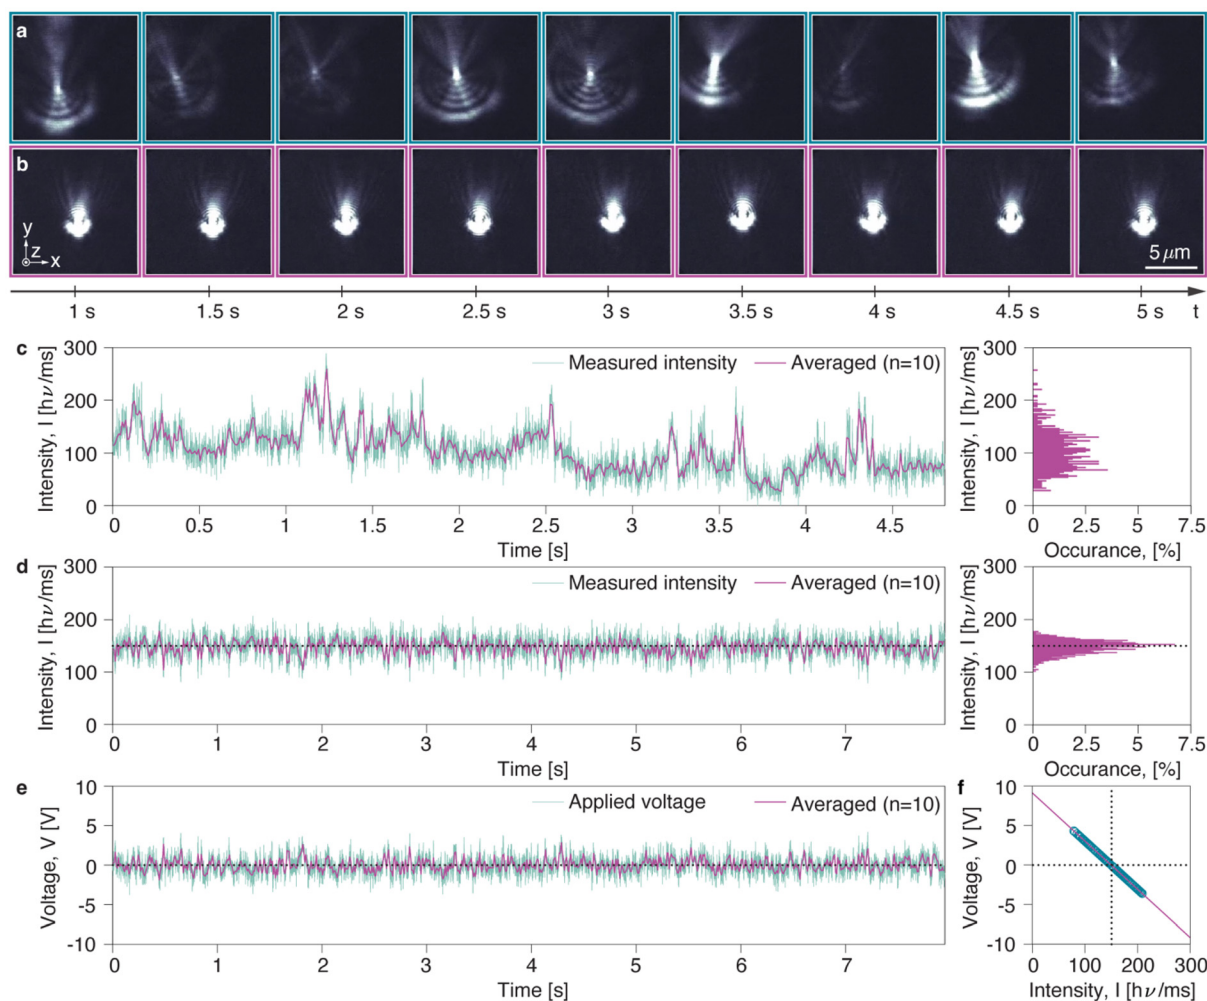 a
b
y
z
x
5 μm
1 s 1.5 s 2 s 2.5 s 3 s 3.5 s 4 s 4.5 s 5 s t
c
Intensity, I [hν/ms]
300
200
100
0
Measured intensity Averaged (n=10)
0 0.5 1 1.5 2 2.5 3 3.5 4 4.5
Time [s]
Intensity, I [hν/ms]
300
200
100
0
0 2.5 5 7.5
Occurance, [%]
d
Intensity, I [hν/ms]
300
200
100
0
Measured intensity Averaged (n=10)
0 1 2 3 4 5 6 7
Time [s]
Intensity, I [hν/ms]
300
200
100
0
0 2.5 5 7.5
Occurance, [%]
e
Voltage, V [V]
10
5
0
-5
-10
Applied voltage Averaged (n=10)
0 1 2 3 4 5 6 7
Time [s]
f
Voltage, V [V]
10
5
0
-5
-10
0 100 200 300
Intensity, I [hν/ms]